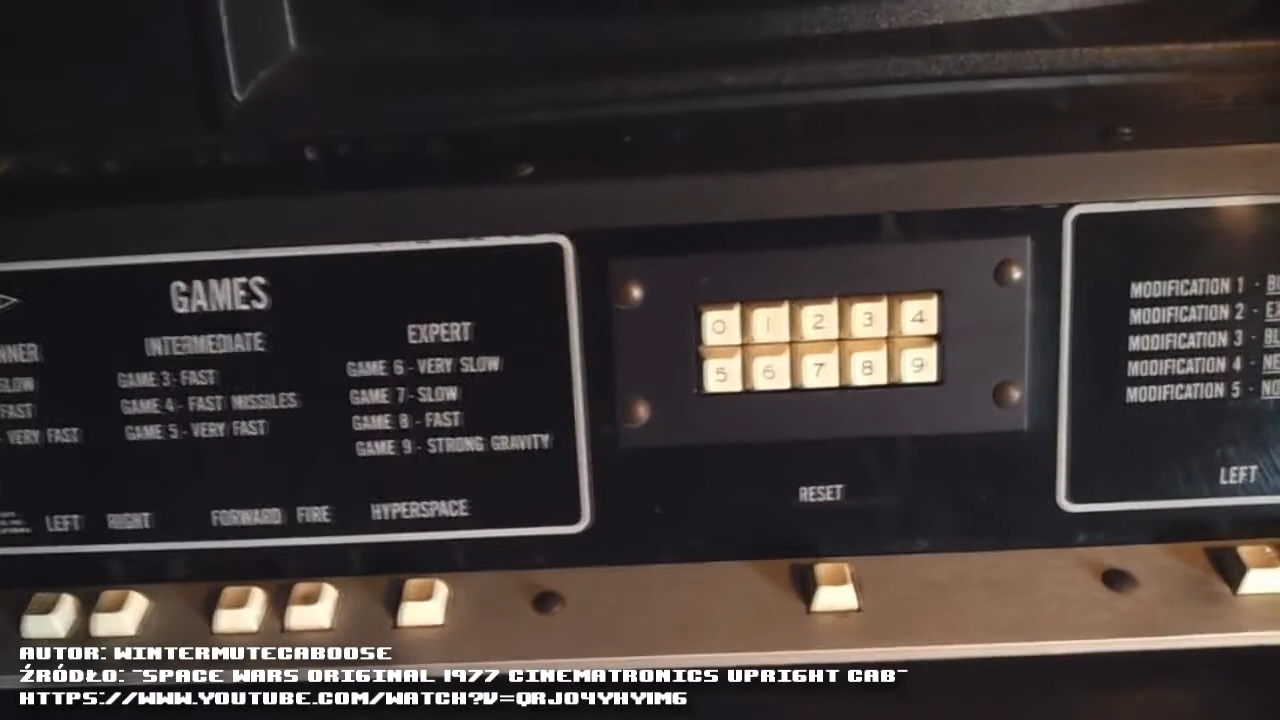 GAMES
NNER
SLOW
FAST
- VERY FAST
INTERMEDIATE
GAME 3 - FAST
GAME 4 - FAST MISSILES
GAME 5 - VERY FAST
EXPERT
GAME 6 - VERY SLOW
GAME 7 - SLOW
GAME 8 - FAST
GAME 9 - STRONG GRAVITY
LEFT RIGHT FORWARD FIRE HYPERSPACE
0 1 2 3 4
5 6 7 8 9
RESET
MODIFICATION 1 -
MODIFICATION 2 -
MODIFICATION 3 -
MODIFICATION 4 -
MODIFICATION 5 -
LEFT
AUTOR: WINTERMUTECABOOSE
ŹRÓDŁO: "SPACE WARS ORIGINAL 1977 CINEMATRONICS UPRIGHT CAB"
HTTPS://WWW.YOUTUBE.COM/WATCH?V=QRJO4YHYIM6